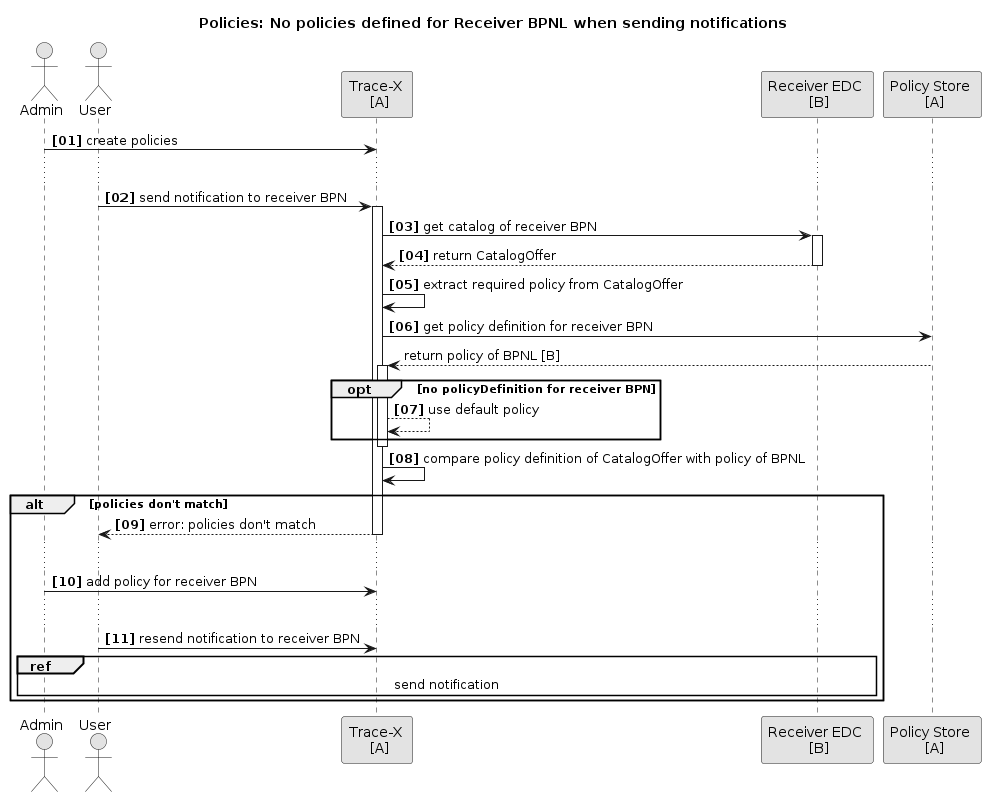 Policies: No policies defined for Receiver BPNL when sending notifications
Admin
User
Trace-X
[A]
Receiver EDC
[B]
Policy Store
[A]
[01] create policies
[02] send notification to receiver BPN
[03] get catalog of receiver BPN
[04] return CatalogOffer
[05] extract required policy from CatalogOffer
[06] get policy definition for receiver BPN
return policy of BPNL [B]
opt [no policyDefinition for receiver BPN]
[07] use default policy
[08] compare policy definition of CatalogOffer with policy of BPNL
alt [policies don't match]
[09] error: policies don't match
[10] add policy for receiver BPN
[11] resend notification to receiver BPN
ref
send notification
Admin
User
Trace-X
[A]
Receiver EDC
[B]
Policy Store
[A]